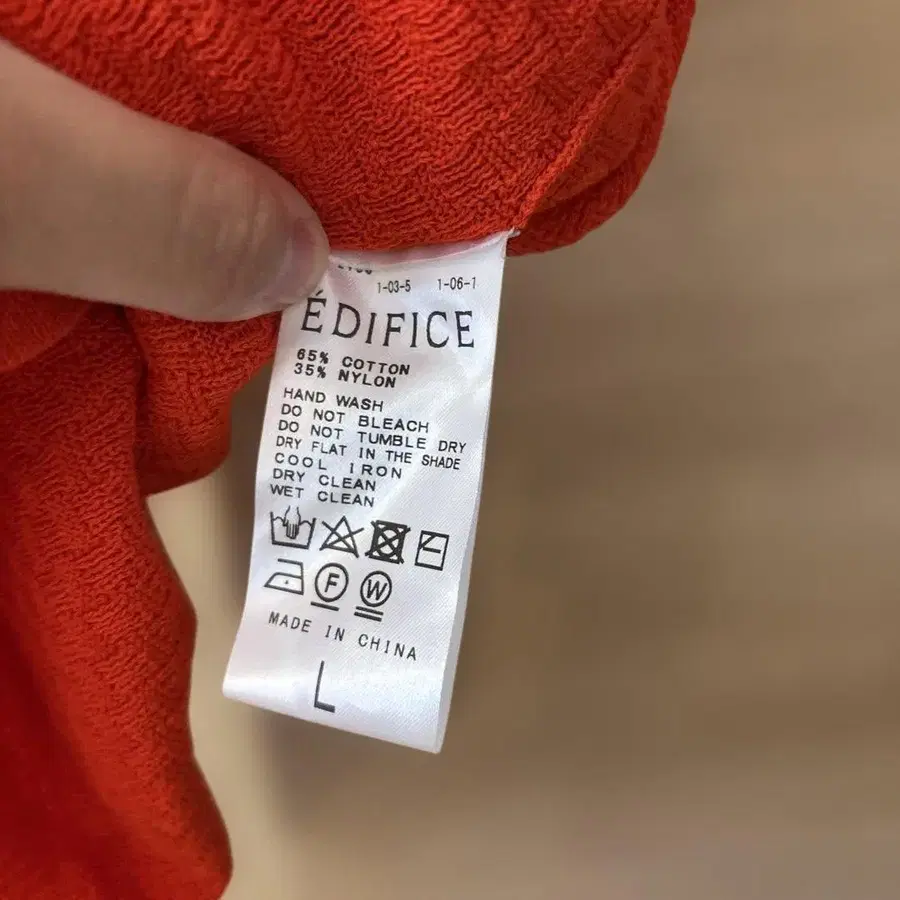 1-03-5 1-06-1
ÉDIFICE
65% COTTON
35% NYLON
HAND WASH
DO NOT BLEACH
DO NOT TUMBLE DRY
DRY FLAT IN THE SHADE
COOL IRON
DRY CLEAN
WET CLEAN
F W
MADE IN CHINA
L